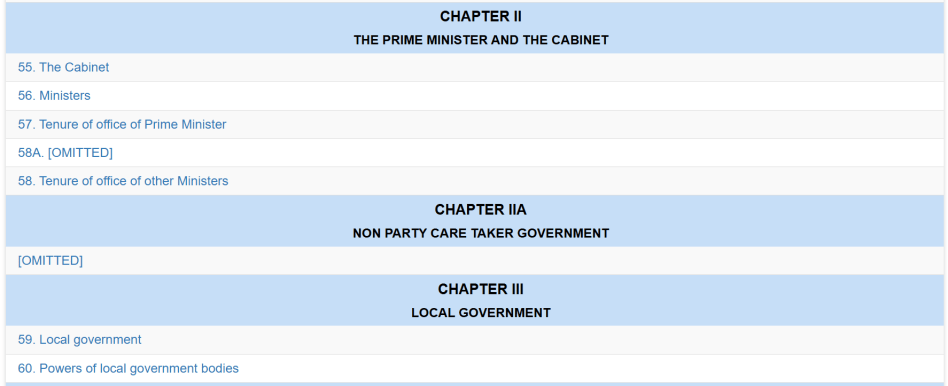 CHAPTER II
THE PRIME MINISTER AND THE CABINET
55. The Cabinet
56. Ministers
57. Tenure of office of Prime Minister
58A. [OMITTED]
58. Tenure of office of other Ministers
CHAPTER IIA
NON PARTY CARE TAKER GOVERNMENT
[OMITTED]
CHAPTER III
LOCAL GOVERNMENT
59. Local government
60. Powers of local government bodies